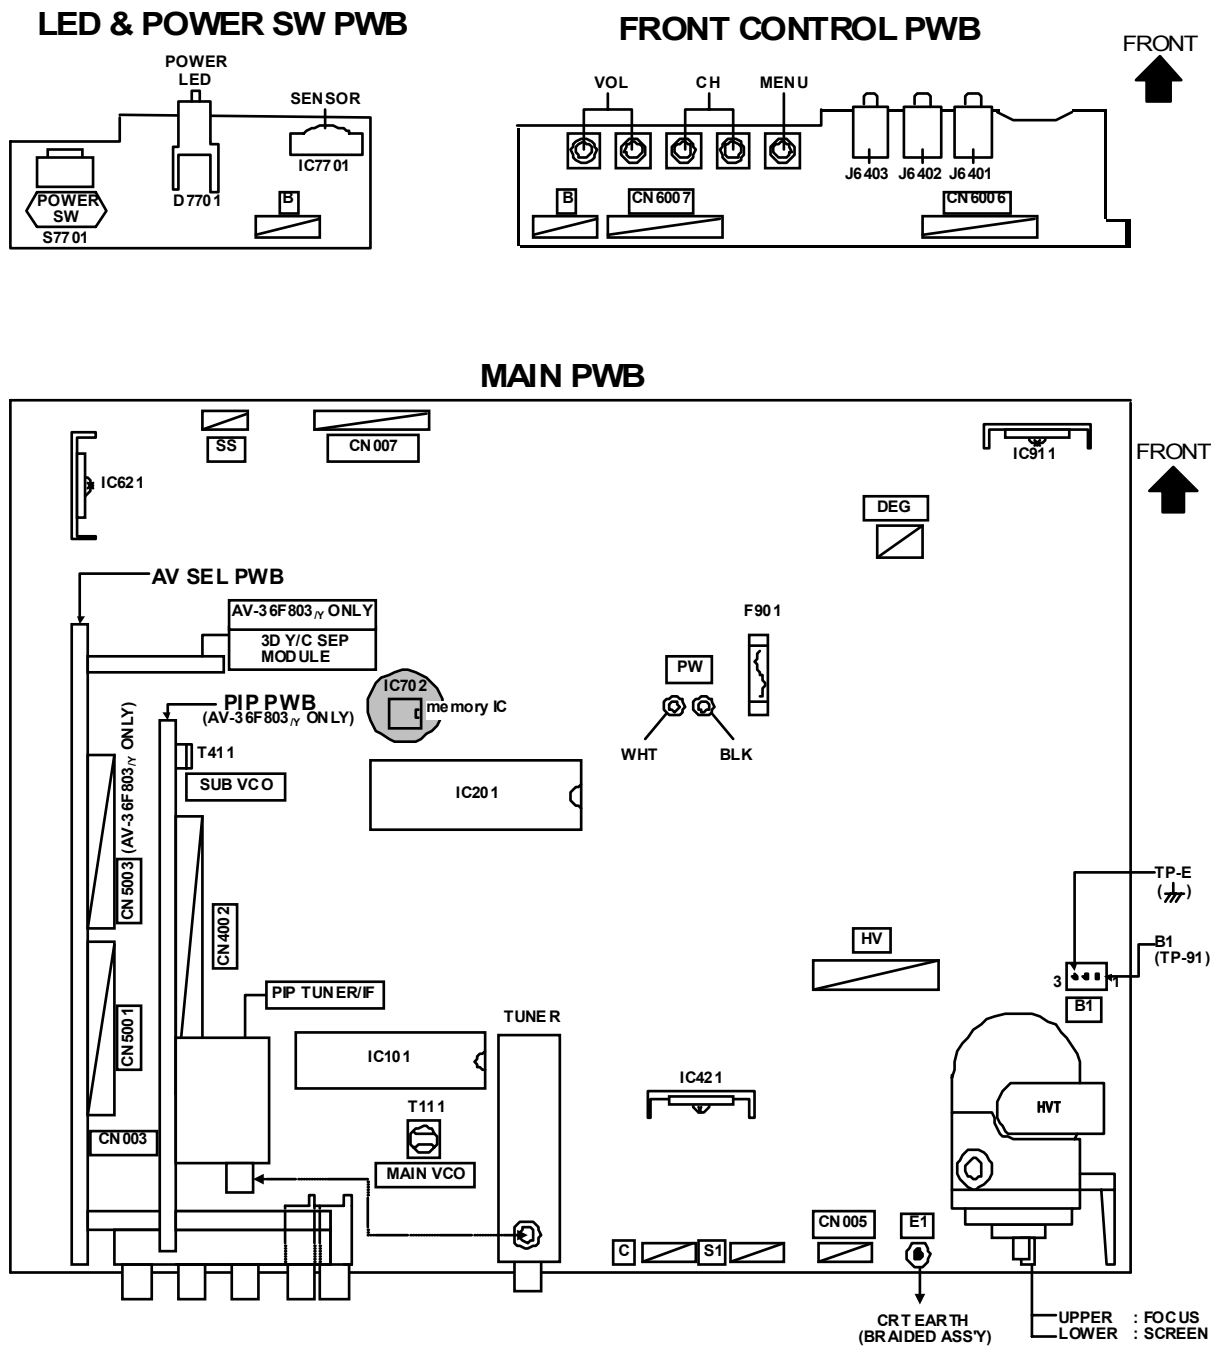 LED & POWER SW PWB
FRONT CONTROL PWB
FRONT
POWER
LED
SENSOR
VOL
CH
MENU
IC7701
POWER
SW
D7701
B
S7701
J6403
J6402
J6401
B
CN6007
CN6006
MAIN PWB
SS
CN007
IC911
FRONT
IC621
DEG
AV SEL PWB
AV-36F803/Y ONLY
3D Y/C SEP
MODULE
F901
PW
IC702
memory IC
PIP PWB
(AV-36F803/Y ONLY)
WHT
BLK
T411
SUB VCO
IC201
CN5003 (AV-36F803/Y ONLY)
CN4002
TP-E
HV
B1
(TP-91)
3
1
B1
PIP TUNER/IF
TUNER
CN5001
IC101
IC421
HVT
T111
CN003
MAIN VCO
CN005
E1
C
S1
CRT EARTH
(BRAIDED ASS'Y)
UPPER : FOCUS
LOWER : SCREEN